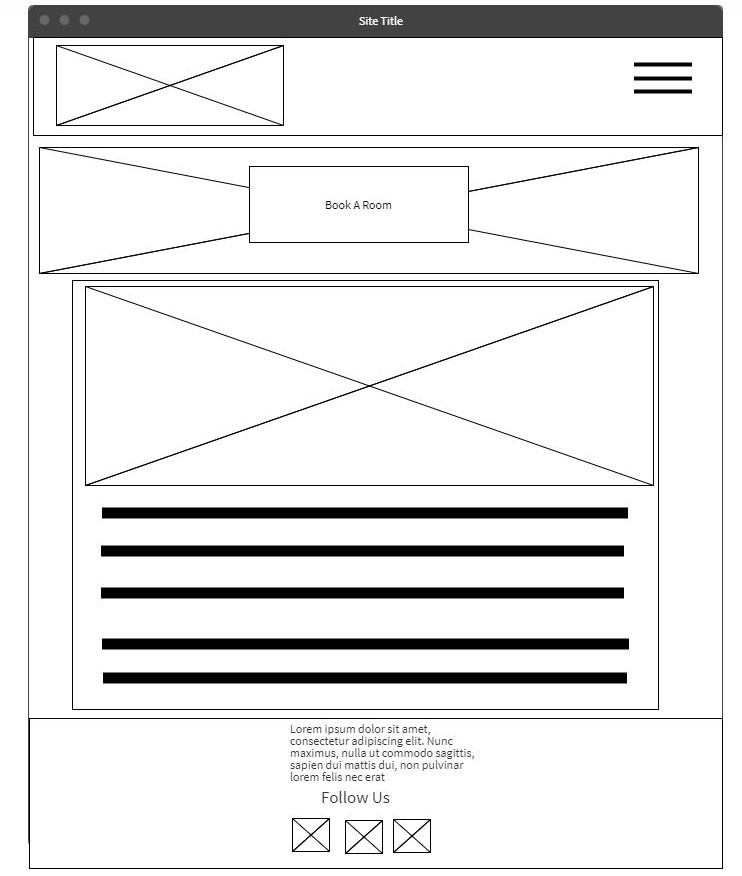 Site Title
Book A Room
Lorem ipsum dolor sit amet,
consectetur adipiscing elit. Nunc
maximus, nulla ut commodo sagittis,
sapien dui mattis dui, non pulvinar
lorem felis nec erat
Follow Us